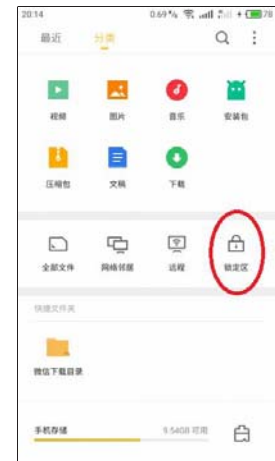 20:14 0.69 78
最近 分类
视频 图片 音乐 安装包
压缩包 文稿 下载
全部文件 网络邻居 远程 锁定区
快捷文件夹
微信下载目录
手机存储 9.54GB 可用